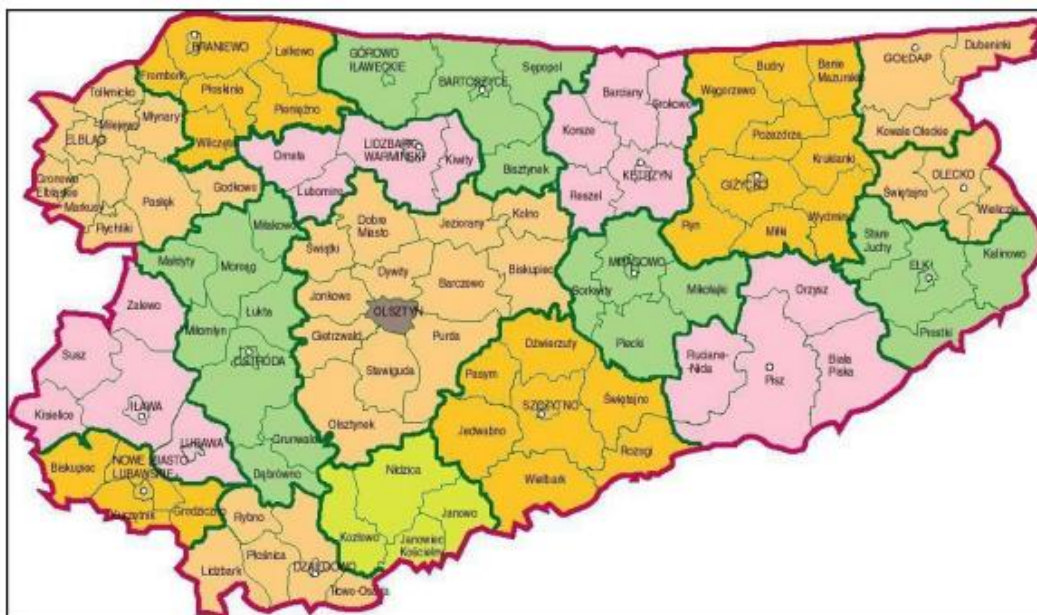 BRANIEWO
Lelkowo
GÓROWO
IŁAWECKIE
Sępopol
BARTOSZYCE
GOŁDAP
Dubeninki
Frombork
Płoskinia
Pieniężno
Barciany
Srokowo
Węgorzewo
Budry
Banie
Mazurskie
Tolkmicko
Milejewo
Młynary
Wilczęta
ELBLĄG
Orneta
LIDZBARK
WARMIŃSKI
Kiwity
Lubomino
Bisztynek
Korsze
KĘTRZYN
Reszel
Pozezdrze
Kruklanki
GIŻYCKO
Kowale Oleckie
OLECKO
Świętajno
Wieliczki
Gronowo
Elbląskie
Markusy
Pasłęk
Godkowo
Rychliki
Miłakowo
Dobre
Miasto
Jeziorany
Kolno
Ryn
Miłki
Wydminy
Stare
Juchy
EŁK
Kalinowo
Małdyty
Morąg
Świątki
Dywity
Biskupiec
Jonkowo
Barczewo
MRĄGOWO
Sorkwity
Mikołajki
Orzysz
Zalewo
Łukta
Miłomłyn
OLSZTYN
Gietrzwałd
Purda
Piecki
Prostki
Susz
OSTRÓDA
Stawiguda
Dźwierzuty
Ruciane-
-Nida
Pisz
Biała
Piska
Pasym
SZCZYTNO
Świętajno
Kisielice
IŁAWA
Olsztynek
Jedwabno
LUBAWA
Grunwald
Rozogi
Biskupiec
NOWE MIASTO
LUBAWSKIE
Dąbrówno
Nidzica
Wielbark
Kurzętnik
Grodziczno
Rybno
Janowo
Kozłowo
Janowiec
Kościelny
Płośnica
Lidzbark
DZIAŁDOWO
Iłowo-Osada